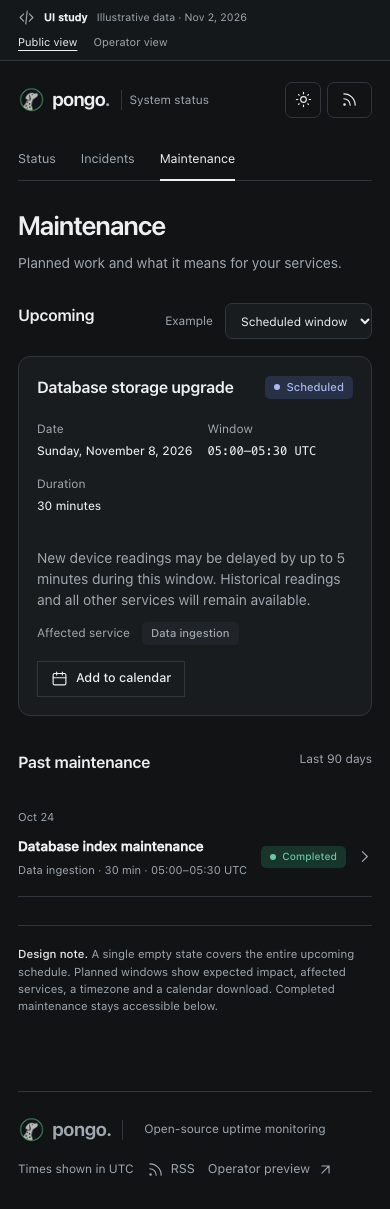 UI study Illustrative data · Nov 2, 2026
Public view Operator view
pongo. System status
Status Incidents Maintenance
Maintenance
Planned work and what it means for your services.
Upcoming Example Scheduled window
Database storage upgrade Scheduled
Date Window
Sunday, November 8, 2026 05:00–05:30 UTC
Duration
30 minutes
New device readings may be delayed by up to 5
minutes during this window. Historical readings
and all other services will remain available.
Affected service Data ingestion
Add to calendar
Past maintenance Last 90 days
Oct 24
Database index maintenance Completed
Data ingestion · 30 min · 05:00–05:30 UTC
Design note. A single empty state covers the entire upcoming
schedule. Planned windows show expected impact, affected
services, a timezone and a calendar download. Completed
maintenance stays accessible below.
pongo. Open-source uptime monitoring
Times shown in UTC RSS Operator preview